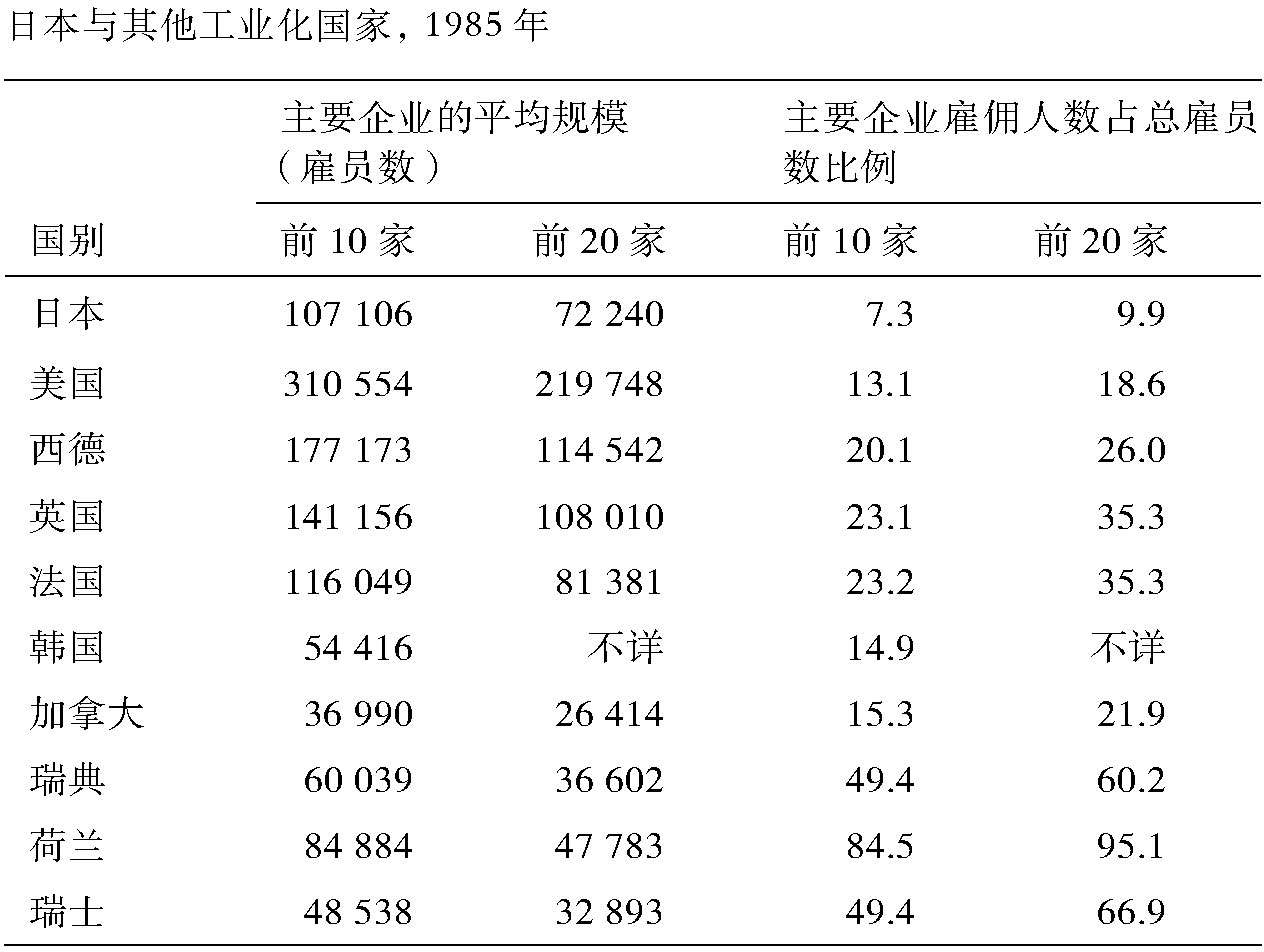 日本与其他工业化国家, 1985 年
主要企业的平均规模 主要企业雇佣人数占总雇员
（雇员数） 数比例
国别 前 10 家 前 20 家 前 10 家 前 20 家
日本 107 106 72 240 7.3 9.9
美国 310 554 219 748 13.1 18.6
西德 177 173 114 542 20.1 26.0
英国 141 156 108 010 23.1 35.3
法国 116 049 81 381 23.2 35.3
韩国 54 416 不详 14.9 不详
加拿大 36 990 26 414 15.3 21.9
瑞典 60 039 36 602 49.4 60.2
荷兰 84 884 47 783 84.5 95.1
瑞士 48 538 32 893 49.4 66.9